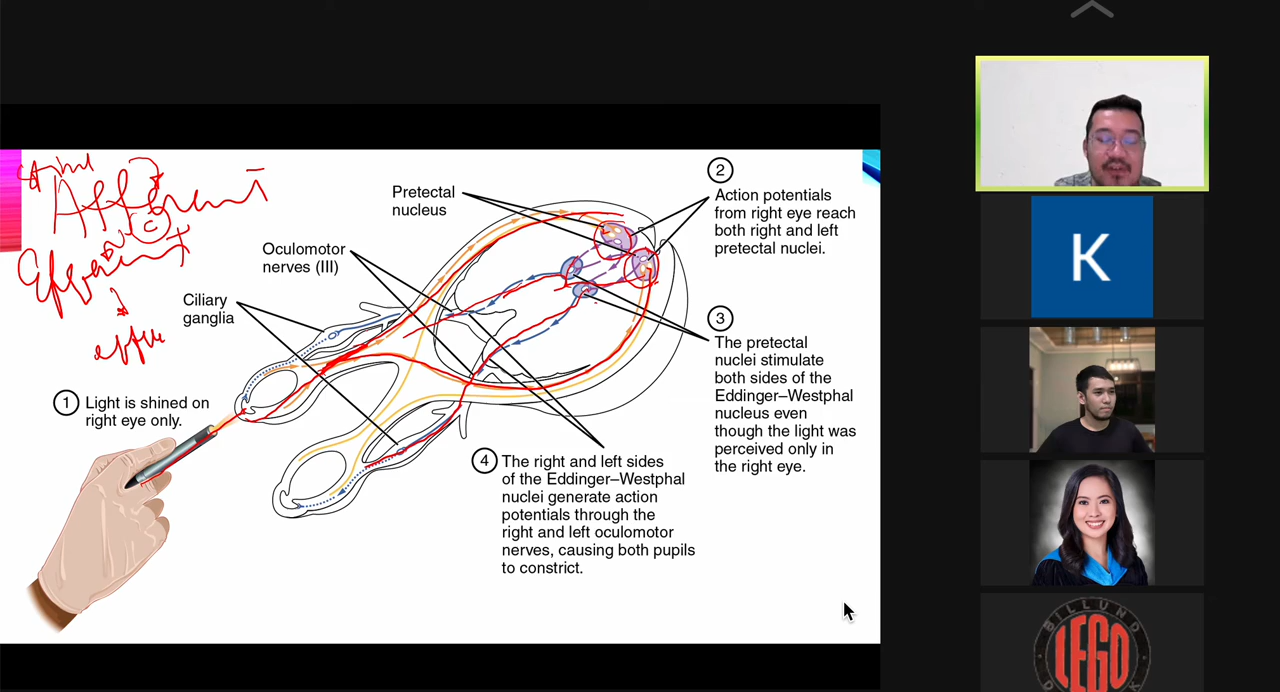 Afferent
Efferent
Pretectal
nucleus
Oculomotor
nerves (III)
Ciliary
ganglia
1
Light is shined on
right eye only.
2
Action potentials
from right eye reach
both right and left
pretectal nuclei.
3
The pretectal
nuclei stimulate
both sides of the
Eddinger–Westphal
nucleus even
though the light was
perceived only in
the right eye.
4
The right and left sides
of the Eddinger–Westphal
nuclei generate action
potentials through the
right and left oculomotor
nerves, causing both pupils
to constrict.
K
BILLUND
LEGO